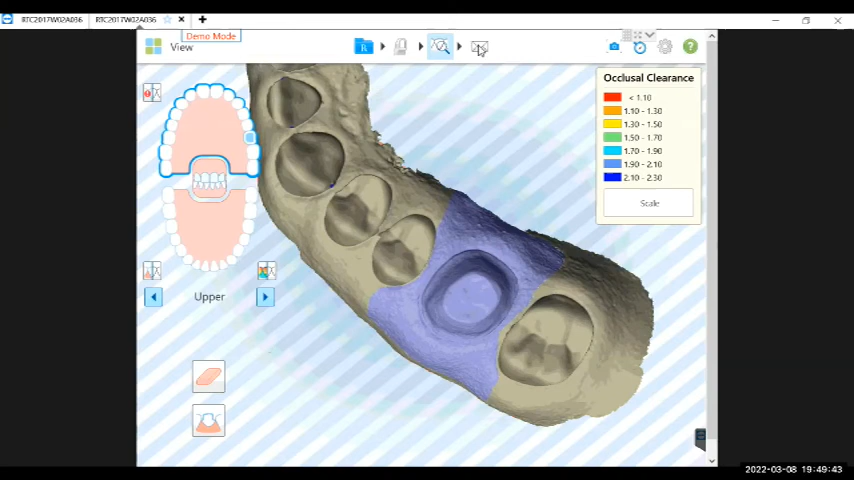 RTC2017W02A036
RTC2017W02A036
Demo Mode
View
Occlusal Clearance
< 1.10
1.10 - 1.30
1.30 - 1.50
1.50 - 1.70
1.70 - 1.90
1.90 - 2.10
2.10 - 2.30
Scale
Upper
2022-03-08 19:49:43